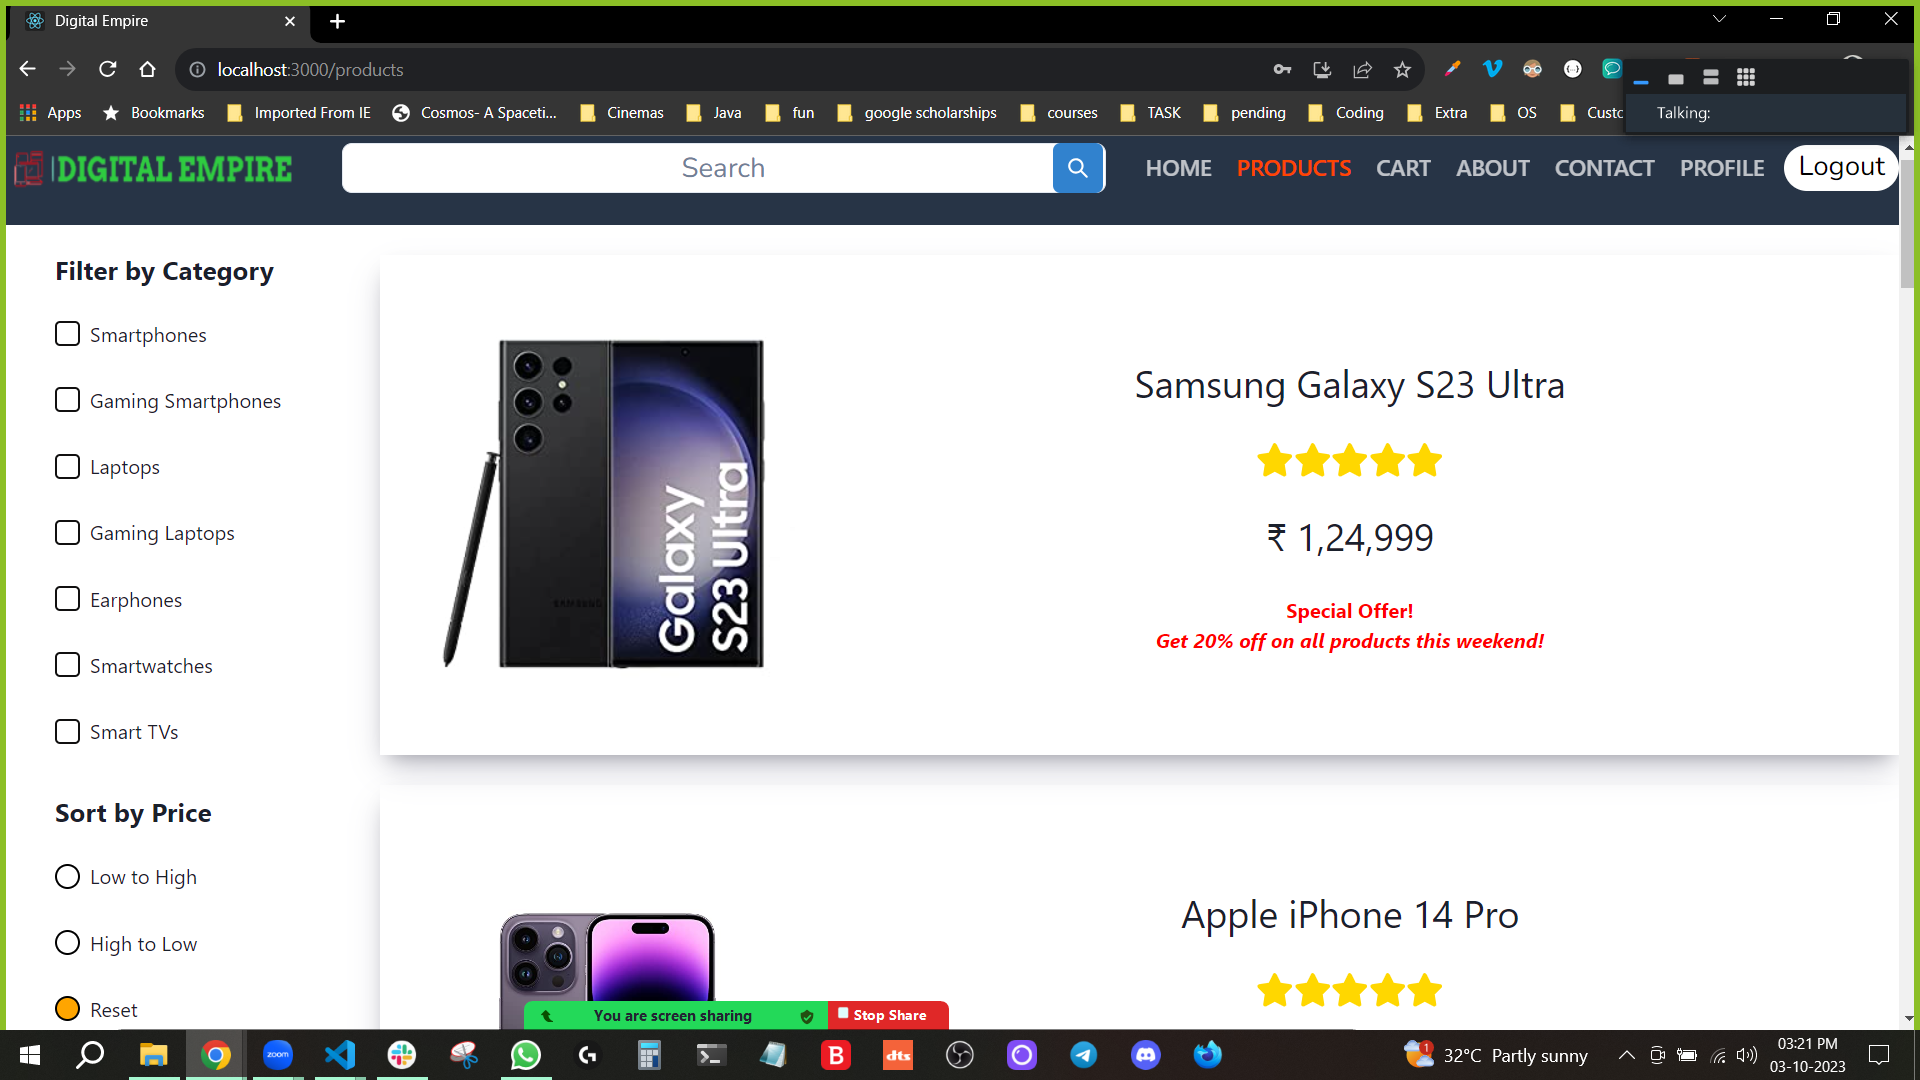 Digital Empire
localhost:3000/products
Apps
Bookmarks
Imported From IE
Cosmos- A Spaceti...
Cinemas
Java
fun
google scholarships
courses
TASK
pending
Coding
Extra
OS
Custo
Talking:
DIGITAL EMPIRE
Search
HOME
PRODUCTS
CART
ABOUT
CONTACT
PROFILE
Logout
Filter by Category
Smartphones
Gaming Smartphones
Laptops
Gaming Laptops
Earphones
Smartwatches
Smart TVs
Sort by Price
Low to High
High to Low
Reset
SAMSUNG
Galaxy
S23 Ultra
Samsung Galaxy S23 Ultra
₹ 1,24,999
Special Offer!
Get 20% off on all products this weekend!
Apple iPhone 14 Pro
You are screen sharing
Stop Share
zoom
B
dts
1
32°C Partly sunny
03:21 PM
03-10-2023